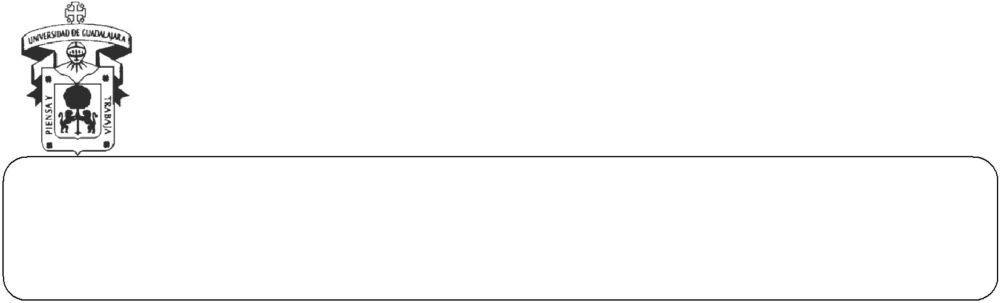 UNIVERSIDAD DE GUADALAJARA
PIENSA Y
TRABAJA